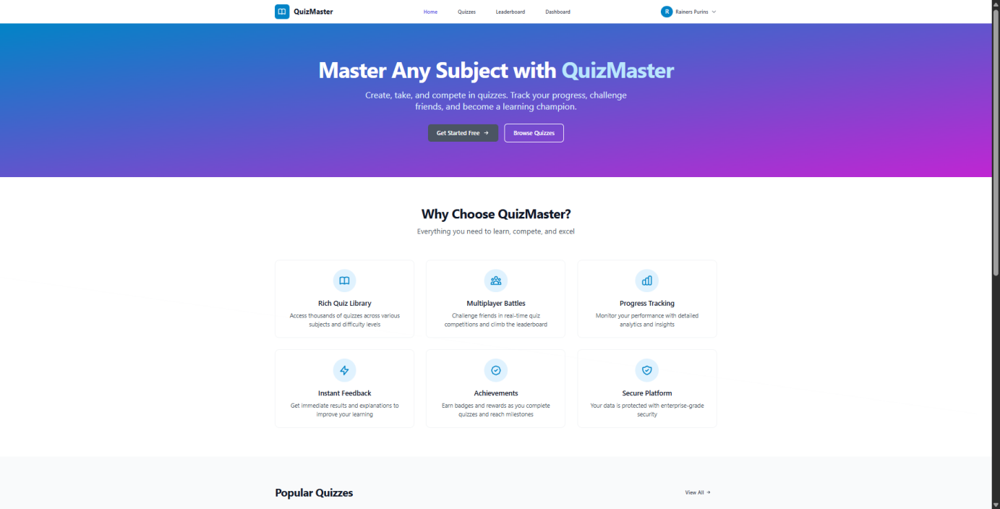 QuizMaster
Home
Quizzes
Leaderboard
Dashboard
R
Rainers Purins
Master Any Subject with QuizMaster
Create, take, and compete in quizzes. Track your progress, challenge
friends, and become a learning champion.
Get Started Free →
Browse Quizzes
Why Choose QuizMaster?
Everything you need to learn, compete, and excel
Rich Quiz Library
Access thousands of quizzes across various
subjects and difficulty levels
Multiplayer Battles
Challenge friends in real-time quiz
competitions and climb the leaderboard
Progress Tracking
Monitor your performance with detailed
analytics and insights
Instant Feedback
Get immediate results and explanations to
improve your learning
Achievements
Earn badges and rewards as you complete
quizzes and reach milestones
Secure Platform
Your data is protected with enterprise-grade
security
Popular Quizzes
View All →